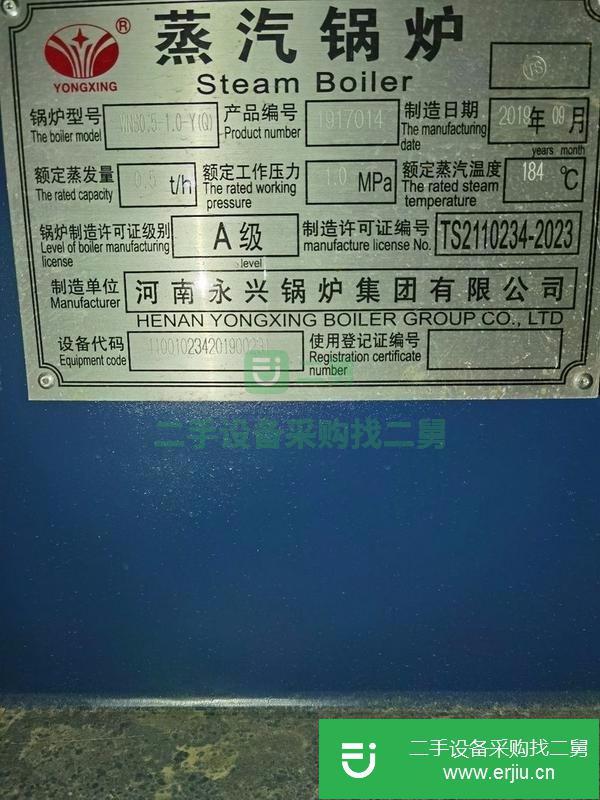 蒸汽锅炉
YONGXING ®
Steam Boiler
锅炉型号 WNS0.5-1.0-Y(Q) 产品编号 1917014 制造日期 2019 年 09 月
The boiler model Product number The manufacturing date years month
额定蒸发量 0.5 t/h 额定工作压力 1.0 MPa 额定蒸汽温度 184 ℃
The rated capacity The rated working pressure The rated steam temperature
锅炉制造许可证级别 A 级 制造许可证编号 TS2110234-2023
Level of boiler manufacturing license level manufacture license No.
制造单位 河南永兴锅炉集团有限公司
Manufacturer HENAN YONGXING BOILER GROUP CO., LTD
设备代码 使用登记证编号
Equipment code Registration certificate number
二手设备采购找二舅
二手设备采购找二舅
www.erjiu.cn